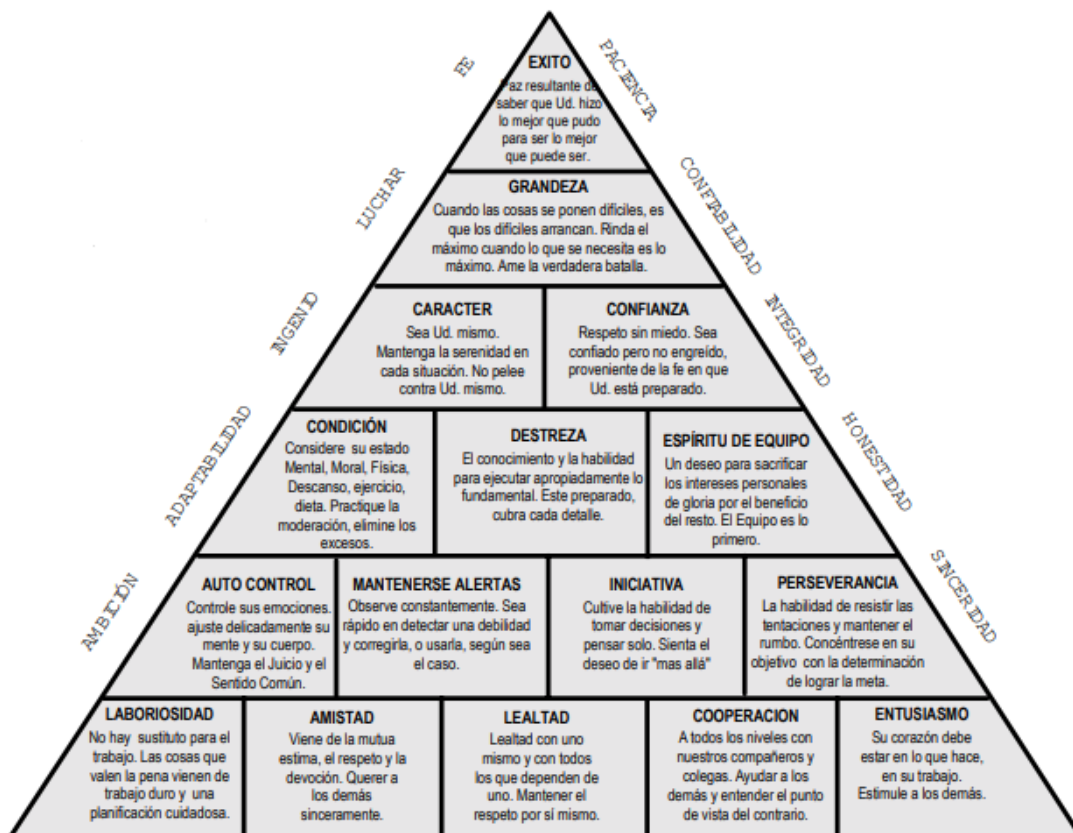 FE
PACIENCIA
EXITO
Paz resultante de
saber que Ud. hizo
lo mejor que pudo
para ser lo mejor
que puede ser.
LUCHAR
CONFIABILIDAD
GRANDEZA
Cuando las cosas se ponen difíciles, es
que los difíciles arrancan. Rinda el
máximo cuando lo que se necesita es lo
máximo. Ame la verdadera batalla.
INGENIO
INTEGRIDAD
CARACTER
Sea Ud. mismo.
Mantenga la serenidad en
cada situación. No pelee
contra Ud. mismo.
CONFIANZA
Respeto sin miedo. Sea
confiado pero no engreído,
proveniente de la fe en que
Ud. está preparado.
ADAPTABILIDAD
HONESTIDAD
CONDICIÓN
Considere su estado
Mental, Moral, Física,
Descanso, ejercicio,
dieta. Practique la
moderación, elimine los
excesos.
DESTREZA
El conocimiento y la habilidad
para ejecutar apropiadamente lo
fundamental. Este preparado,
cubra cada detalle.
ESPÍRITU DE EQUIPO
Un deseo para sacrificar
los intereses personales
de gloria por el beneficio
del resto. El Equipo es lo
primero.
AMBICIÓN
SINCERIDAD
AUTO CONTROL
Controle sus emociones.
ajuste delicadamente su
mente y su cuerpo.
Mantenga el Juicio y el
Sentido Común.
MANTENERSE ALERTAS
Observe constantemente. Sea
rápido en detectar una debilidad
y corregirla, o usarla, según sea
el caso.
INICIATIVA
Cultive la habilidad de
tomar decisiones y
pensar solo. Sienta el
deseo de ir "mas allá"
PERSEVERANCIA
La habilidad de resistir las
tentaciones y mantener el
rumbo. Concéntrese en su
objetivo con la determinación
de lograr la meta.
LABORIOSIDAD
No hay sustituto para el
trabajo. Las cosas que
valen la pena vienen de
trabajo duro y una
planificación cuidadosa.
AMISTAD
Viene de la mutua
estima, el respeto y la
devoción. Querer a
los demás
sinceramente.
LEALTAD
Lealtad con uno
mismo y con todos
los que dependen de
uno. Mantener el
respeto por sí mismo.
COOPERACION
A todos los niveles con
nuestros compañeros y
colegas. Ayudar a los
demás y entender el punto
de vista del contrario.
ENTUSIASMO
Su corazón debe
estar en lo que hace,
en su trabajo.
Estimule a los demás.